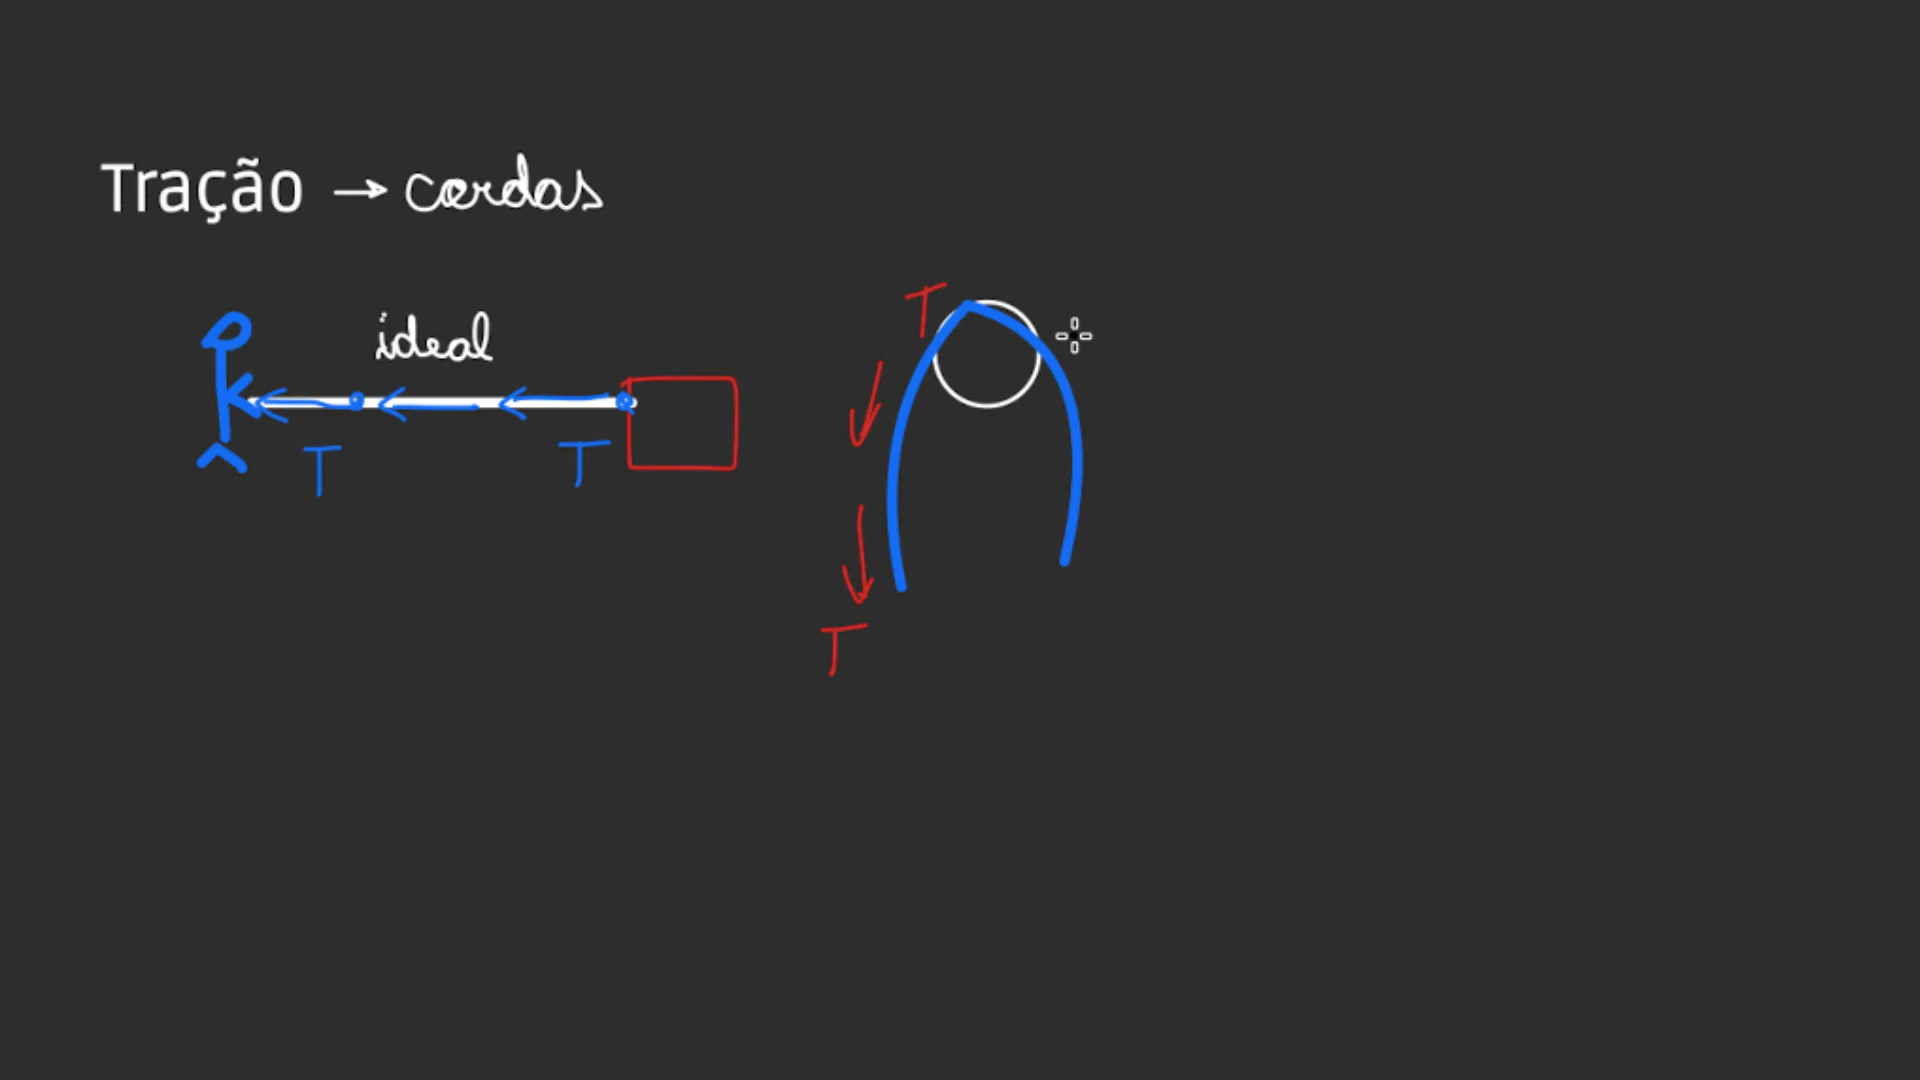 Tração → cordas
ideal
T T
T
T